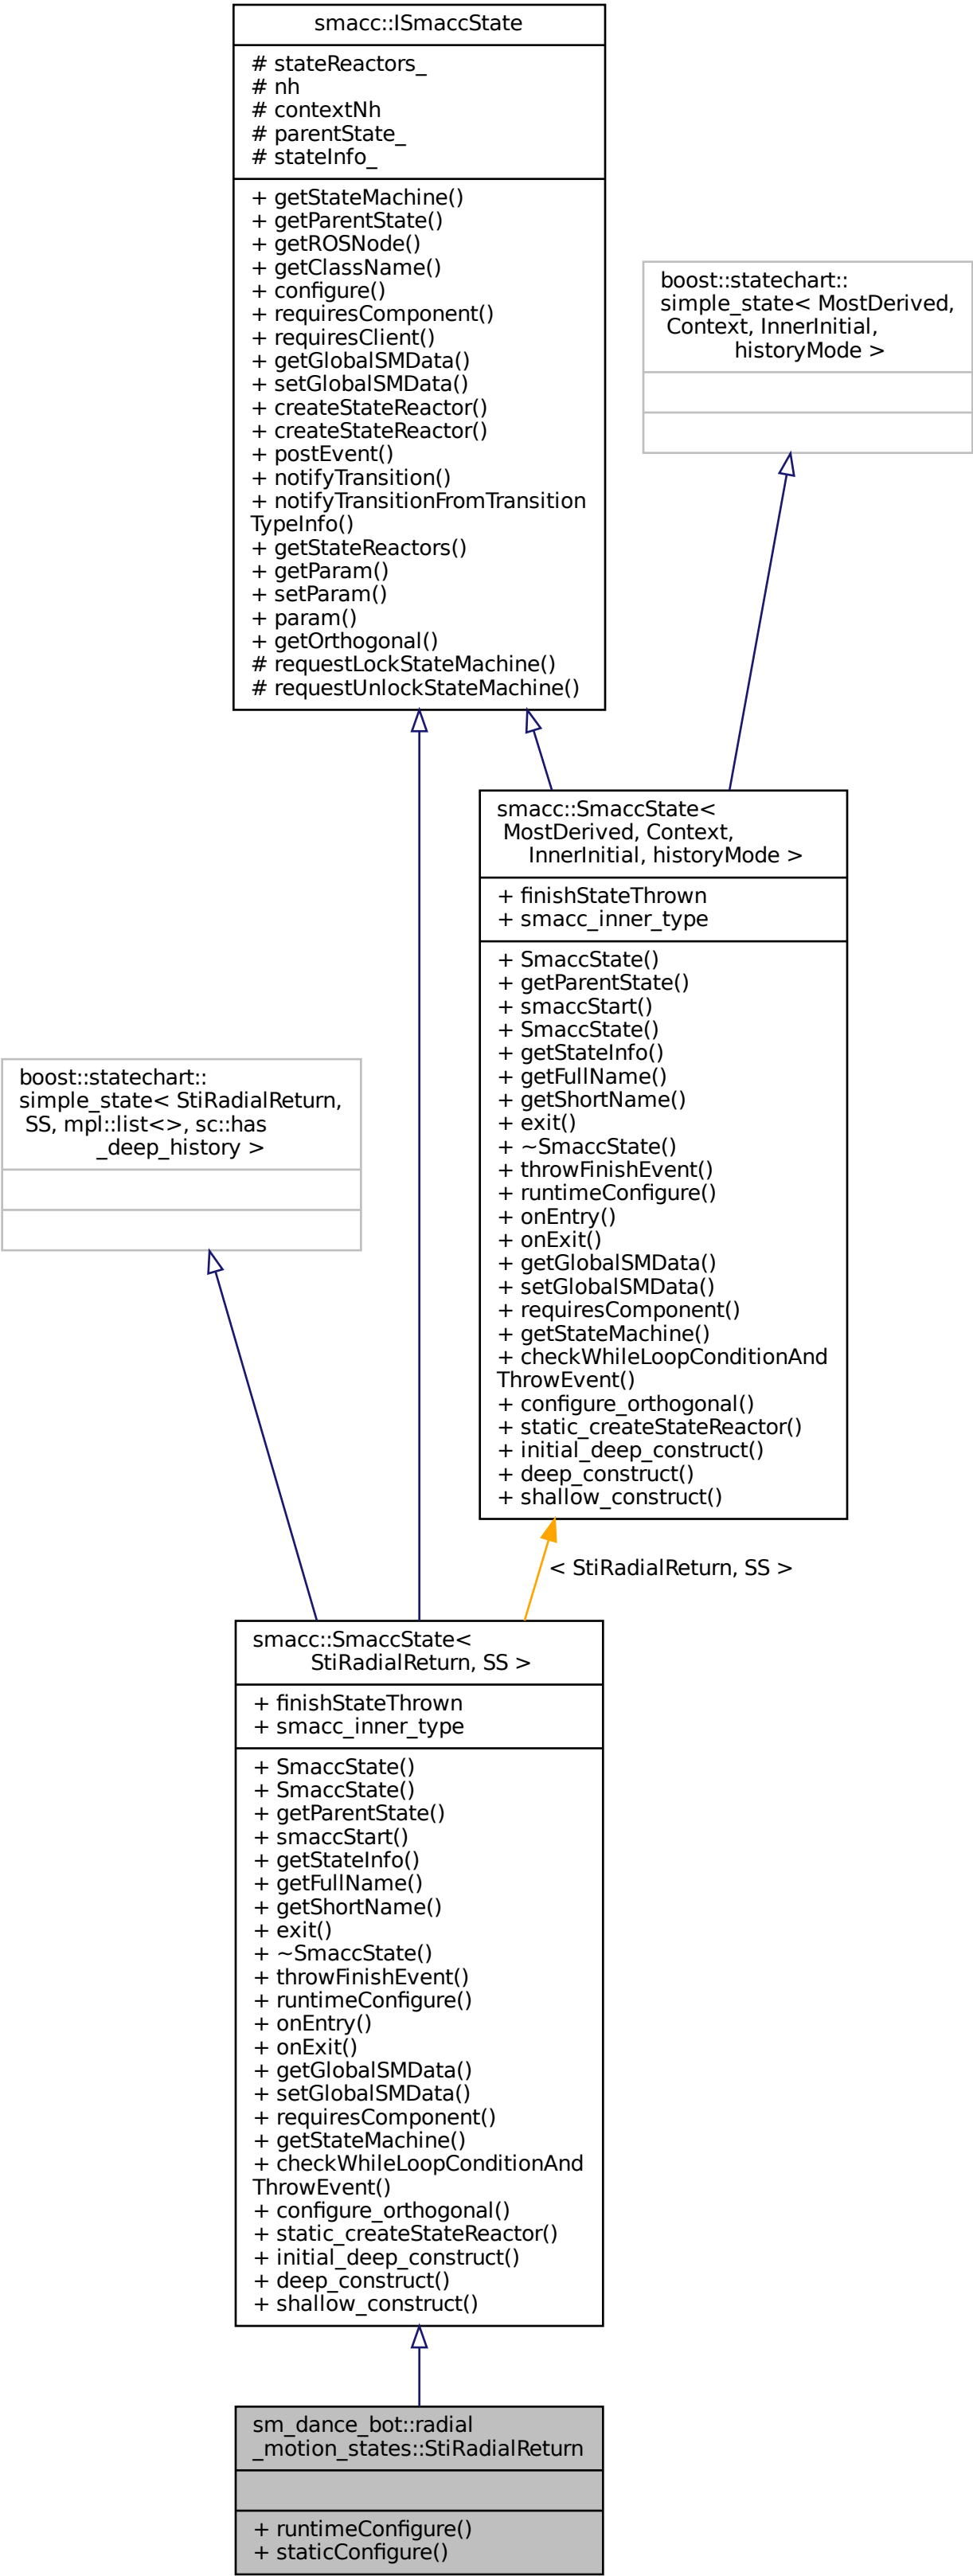 smacc::ISmaccState
# stateReactors_
# nh
# contextNh
# parentState_
# stateInfo_
+ getStateMachine()
+ getParentState()
+ getROSNode()
+ getClassName()
+ configure()
+ requiresComponent()
+ requiresClient()
+ getGlobalSMData()
+ setGlobalSMData()
+ createStateReactor()
+ createStateReactor()
+ postEvent()
+ notifyTransition()
+ notifyTransitionFromTransition
TypeInfo()
+ getStateReactors()
+ getParam()
+ setParam()
+ param()
+ getOrthogonal()
# requestLockStateMachine()
# requestUnlockStateMachine()
boost::statechart::
simple_state< MostDerived,
Context, InnerInitial,
historyMode >
smacc::SmaccState<
MostDerived, Context,
InnerInitial, historyMode >
+ finishStateThrown
+ smacc_inner_type
+ SmaccState()
+ getParentState()
+ smaccStart()
+ SmaccState()
+ getStateInfo()
+ getFullName()
+ getShortName()
+ exit()
+ ~SmaccState()
+ throwFinishEvent()
+ runtimeConfigure()
+ onEntry()
+ onExit()
+ getGlobalSMData()
+ setGlobalSMData()
+ requiresComponent()
+ getStateMachine()
+ checkWhileLoopConditionAnd
ThrowEvent()
+ configure_orthogonal()
+ static_createStateReactor()
+ initial_deep_construct()
+ deep_construct()
+ shallow_construct()
boost::statechart::
simple_state< StiRadialReturn,
SS, mpl::list<>, sc::has
_deep_history >
< StiRadialReturn, SS >
smacc::SmaccState<
StiRadialReturn, SS >
+ finishStateThrown
+ smacc_inner_type
+ SmaccState()
+ SmaccState()
+ getParentState()
+ smaccStart()
+ getStateInfo()
+ getFullName()
+ getShortName()
+ exit()
+ ~SmaccState()
+ throwFinishEvent()
+ runtimeConfigure()
+ onEntry()
+ onExit()
+ getGlobalSMData()
+ setGlobalSMData()
+ requiresComponent()
+ getStateMachine()
+ checkWhileLoopConditionAnd
ThrowEvent()
+ configure_orthogonal()
+ static_createStateReactor()
+ initial_deep_construct()
+ deep_construct()
+ shallow_construct()
sm_dance_bot::radial
_motion_states::StiRadialReturn
+ runtimeConfigure()
+ staticConfigure()